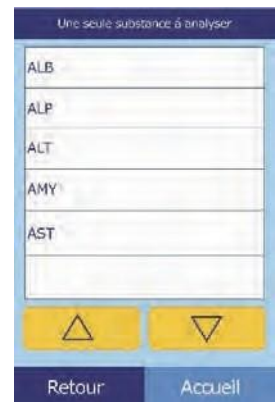 Une seule substance à analyser
ALB
ALP
ALT
AMY
AST
Retour
Accueil